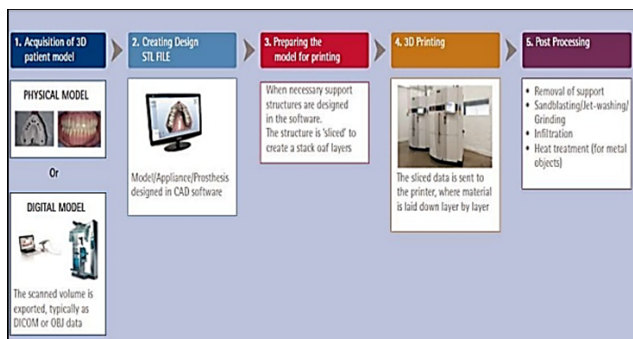 1. Acquisition of 3D
patient model
2. Creating Design
STL FILE
3. Preparing the
model for printing
4. 3D Printing
5. Post Processing
PHYSICAL MODEL
Or
DIGITAL MODEL
The scanned volume is
exported, typically as
DICOM or OBJ data
Model/Appliance/Prosthesis
designed in CAD software
When necessary support
structures are designed
in the software.
The structure is 'sliced' to
create a stack oaf layers
The sliced data is sent to
the printer, where material
is laid down layer by layer
• Removal of support
• Sandblasting/Jet-washing/
Grinding
• Infiltration
• Heat treatment (for metal
objects)